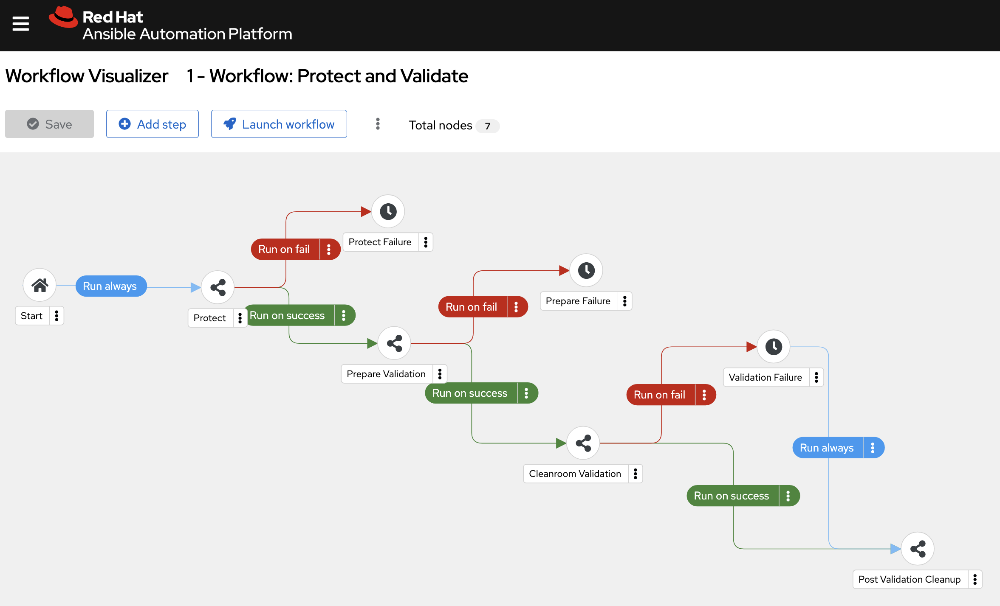 Red Hat
Ansible Automation Platform
Workflow Visualizer 1 - Workflow: Protect and Validate
Save
Add step
Launch workflow
Total nodes 7
Protect Failure
Run on fail
Start
Run always
Protect
Run on success
Prepare Failure
Run on fail
Prepare Validation
Run on success
Validation Failure
Run on fail
Cleanroom Validation
Run always
Run on success
Post Validation Cleanup